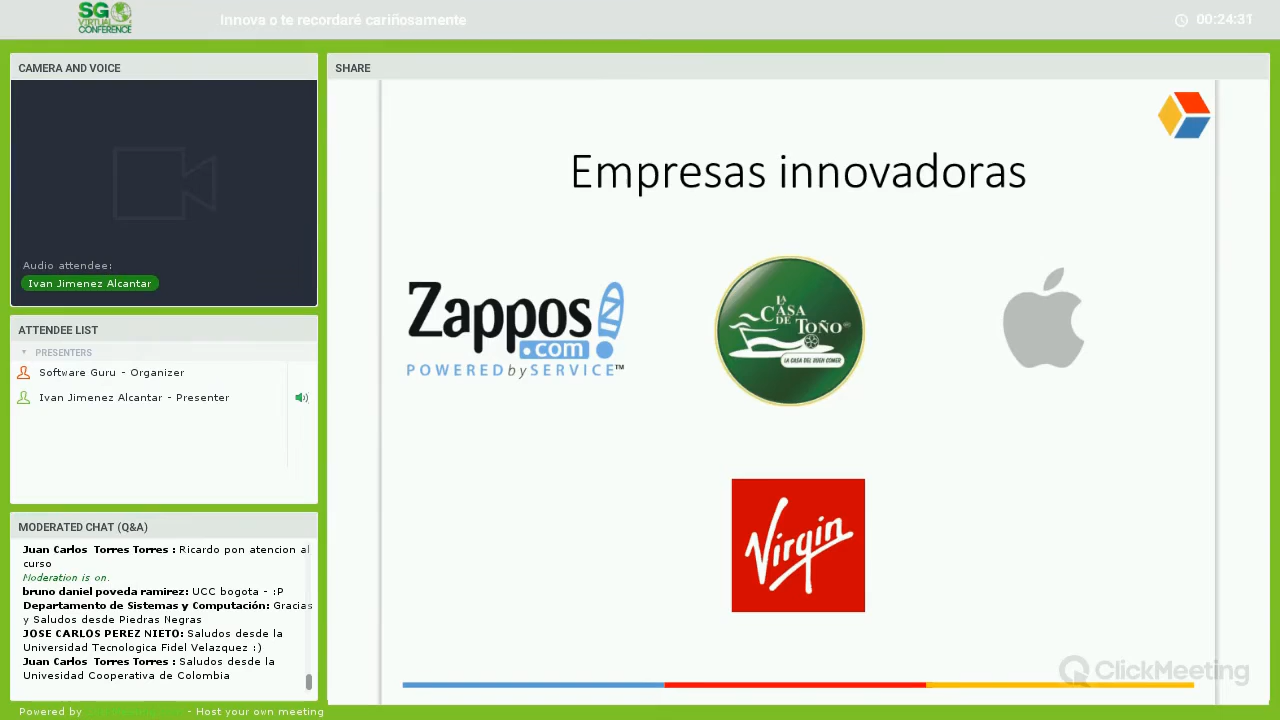 SG
VIRTUAL
CONFERENCE
Innova o te recordaré cariñosamente
00:24:31
CAMERA AND VOICE
Audio attendee:
Ivan Jimenez Alcantar
ATTENDEE LIST
PRESENTERS
Software Guru - Organizer
Ivan Jimenez Alcantar - Presenter
MODERATED CHAT (Q&A)
Juan Carlos Torres Torres : Ricardo pon atencion al
curso
Moderation is on.
bruno daniel poveda ramirez: UCC bogota - :P
Departamento de Sistemas y Computación: Gracias
y Saludos desde Piedras Negras
JOSE CARLOS PEREZ NIETO: Saludos desde la
Universidad Tecnologica Fidel Velazquez :)
Juan Carlos Torres Torres : Saludos desde la
Univesidad Cooperativa de Colombia
Powered by - Host your own meeting
SHARE
Empresas innovadoras
Zappos
.com
POWERED by SERVICE™
LA
CASA
DE TOÑO®
LA CASA DEL BUEN COMER
Virgin
ClickMeeting